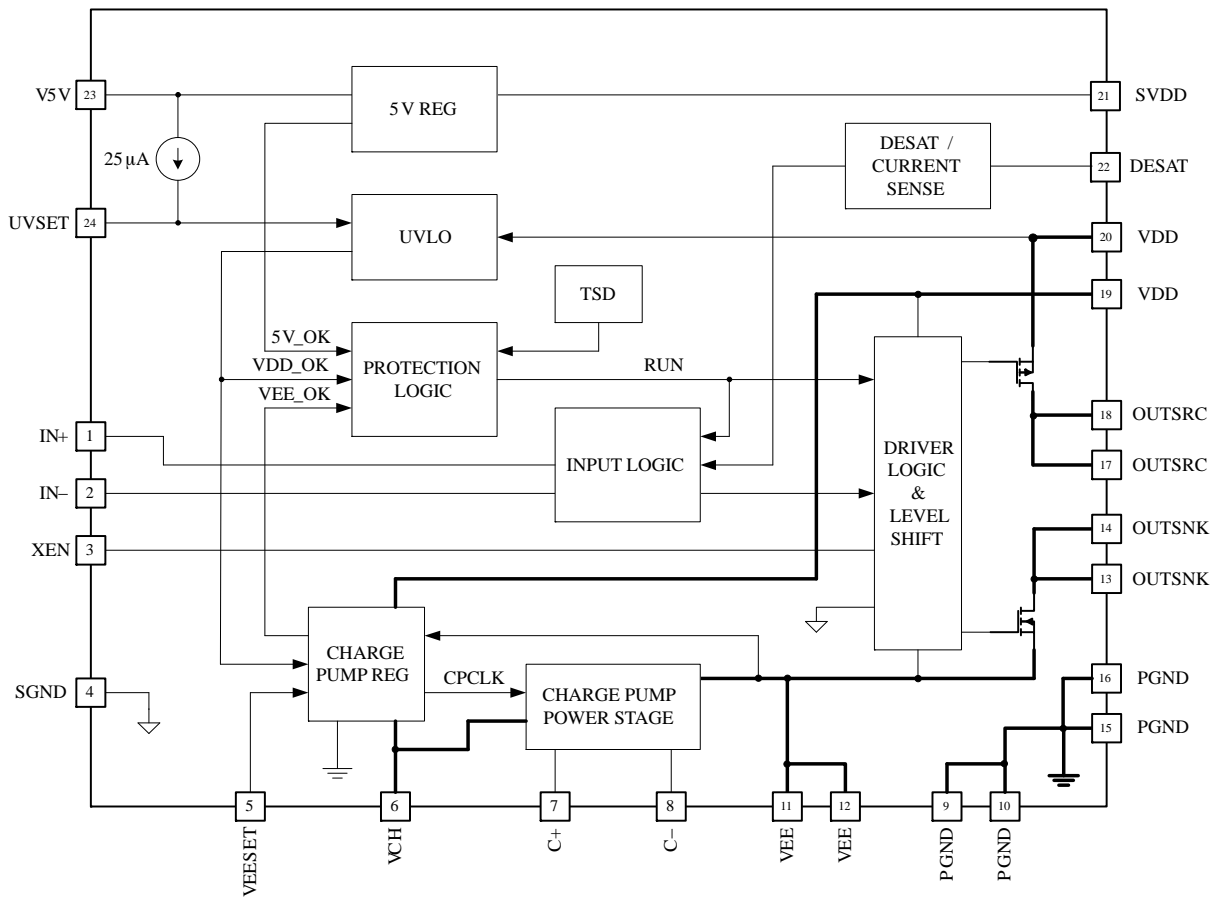 V5V
23
5V REG
21
SVDD
25 µA
DESAT /
CURRENT
SENSE
22
DESAT
UVSET
24
UVLO
20
VDD
TSD
19
VDD
5V_OK
VDD_OK
VEE_OK
PROTECTION
LOGIC
RUN
18
OUTSRC
IN+
1
INPUT LOGIC
DRIVER
LOGIC
&
LEVEL
SHIFT
17
OUTSRC
IN–
2
14
OUTSNK
XEN
3
13
OUTSNK
CHARGE
PUMP REG
CPCLK
CHARGE PUMP
POWER STAGE
SGND
4
16
PGND
15
PGND
5
6
7
8
11
12
9
10
VEESET
VCH
C+
C–
VEE
VEE
PGND
PGND